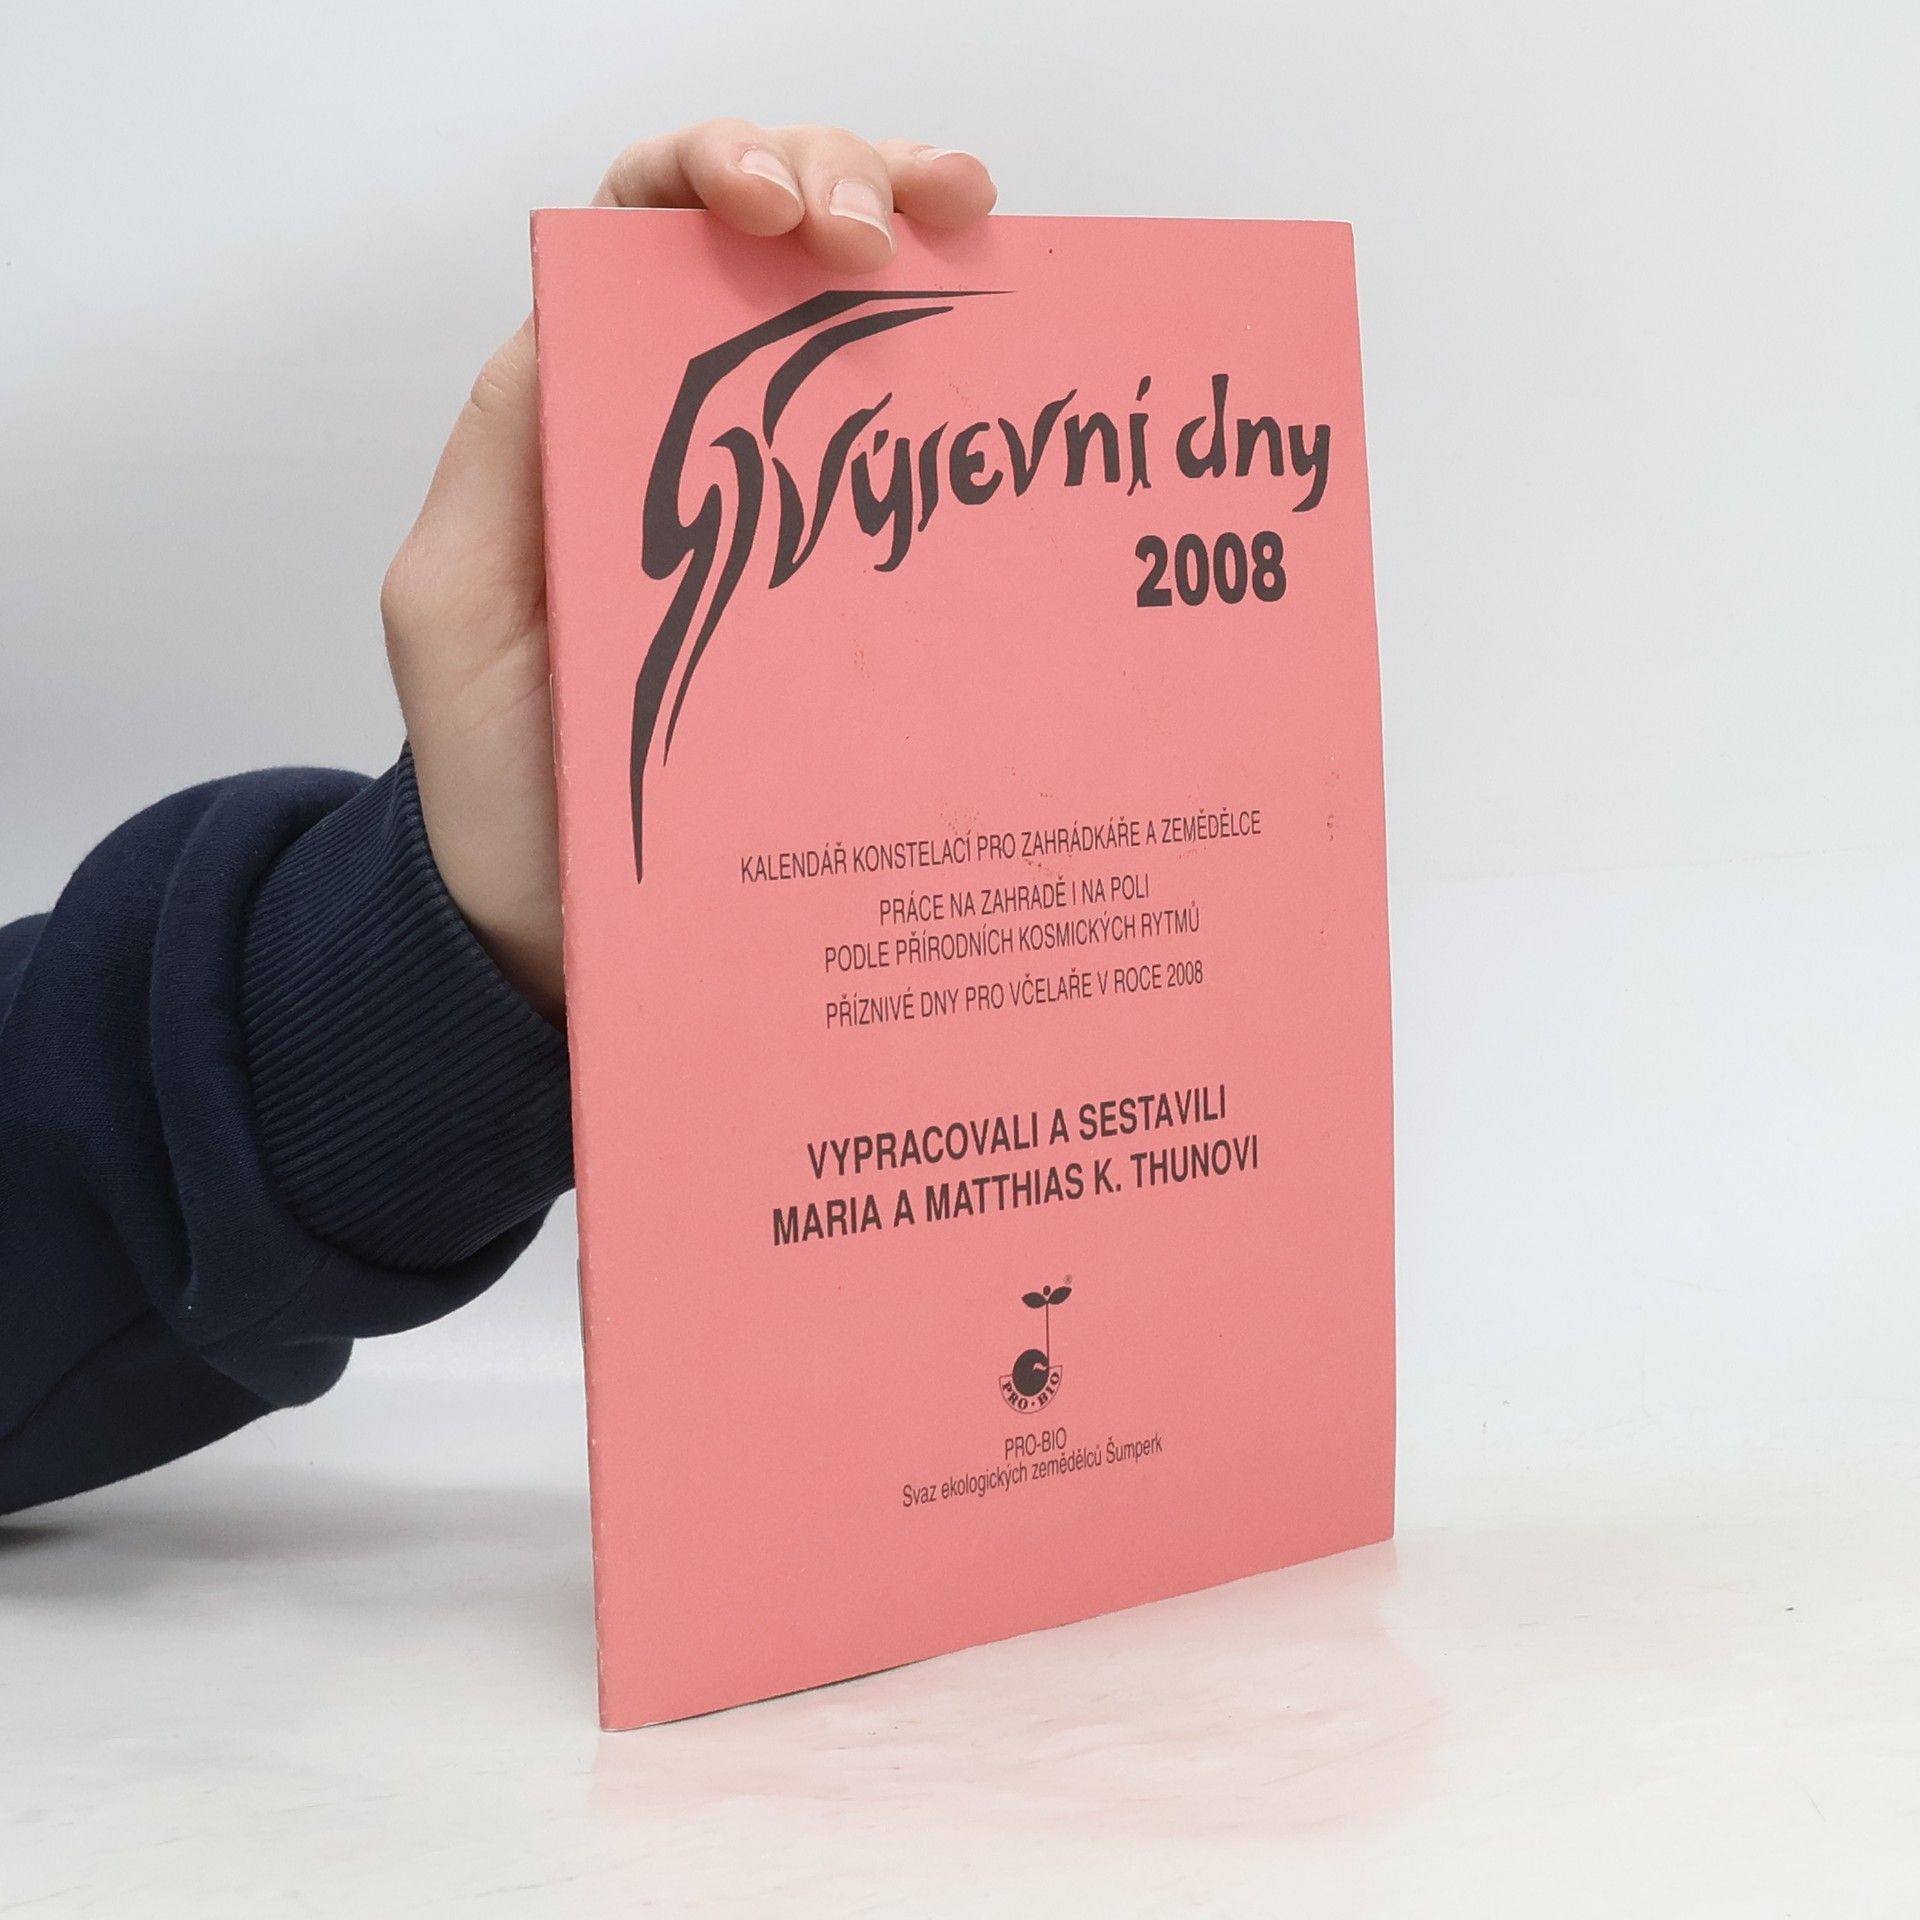 Výsevní dny
2008
KALENDÁŘ KONSTELACÍ PRO ZAHRÁDKÁŘE A ZEMĚDĚLCE
PRÁCE NA ZAHRADĚ I NA POLI
PODLE PŘÍRODNÍCH KOSMICKÝCH RYTMŮ
PŘÍZNIVÉ DNY PRO VČELAŘE V ROCE 2008
VYPRACOVALI A SESTAVILI
MARIA A MATTHIAS K. THUNOVI
®
PRO·BIO
PRO-BIO
Svaz ekologických zemědělců Šumperk